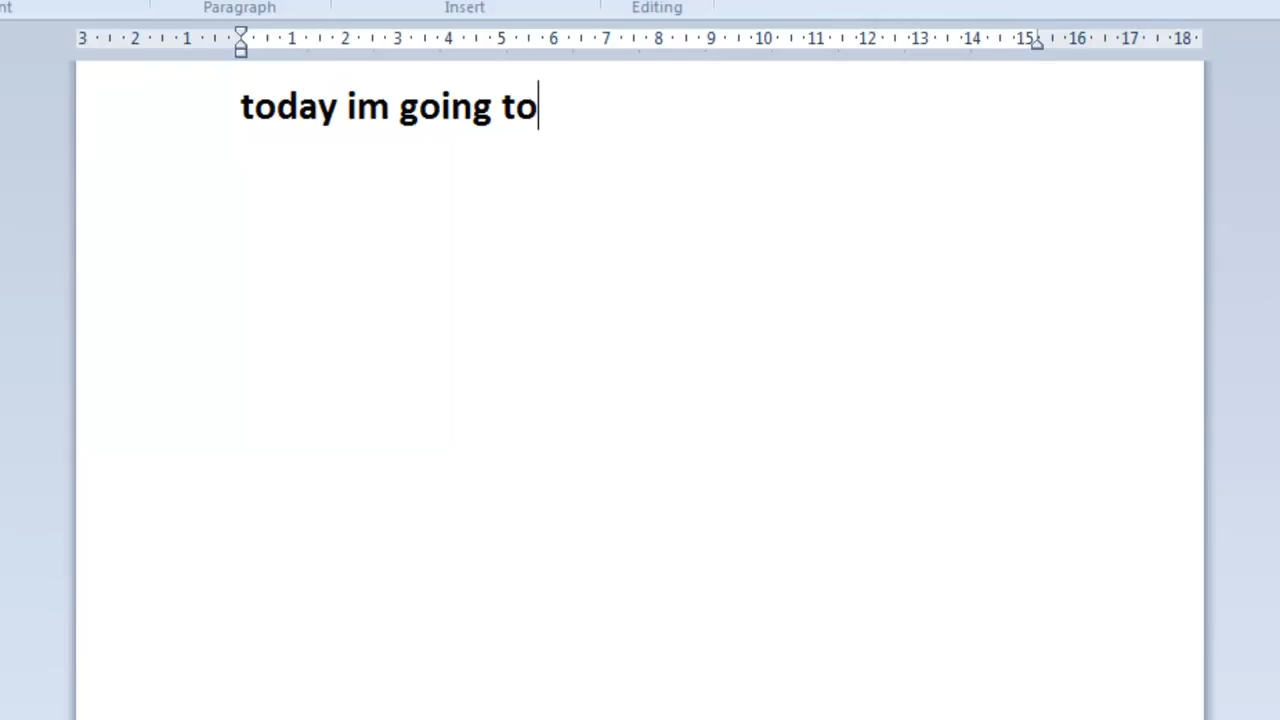 nt Paragraph Insert Editing
3 2 1 1 2 3 4 5 6 7 8 9 10 11 12 13 14 15 16 17 18
today im going to